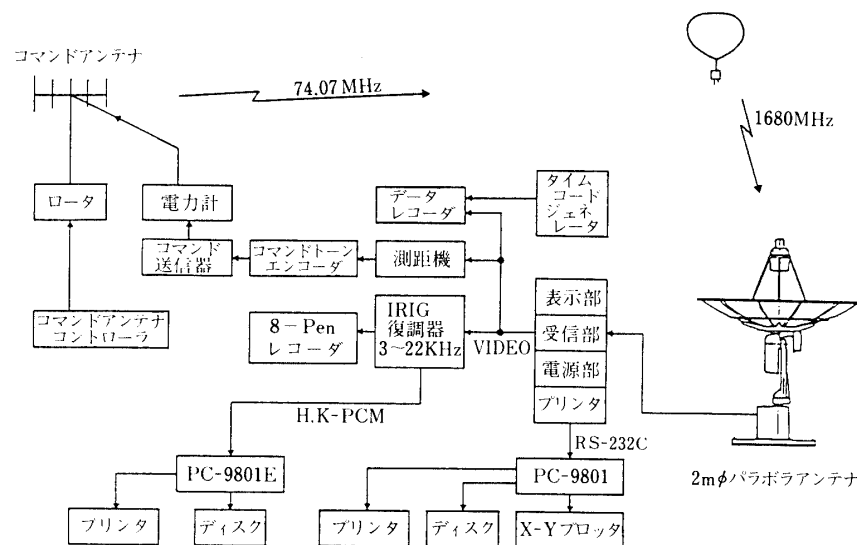 コマンドアンテナ
74.07MHz
1680MHz
ロータ
電力計
データ
レコーダ
タイム
コード
ジェネ
レータ
コマンド
送信器
コマンドトーン
エンコーダ
測距機
コマンドアンテナ
コントローラ
8-Pen
レコーダ
IRIG
復調器
3～22KHz
VIDEO
表示部
受信部
電源部
プリンタ
H.K-PCM
RS-232C
PC-9801E
PC-9801
2mφパラボラアンテナ
プリンタ
ディスク
プリンタ
ディスク
X-Yプロッタ